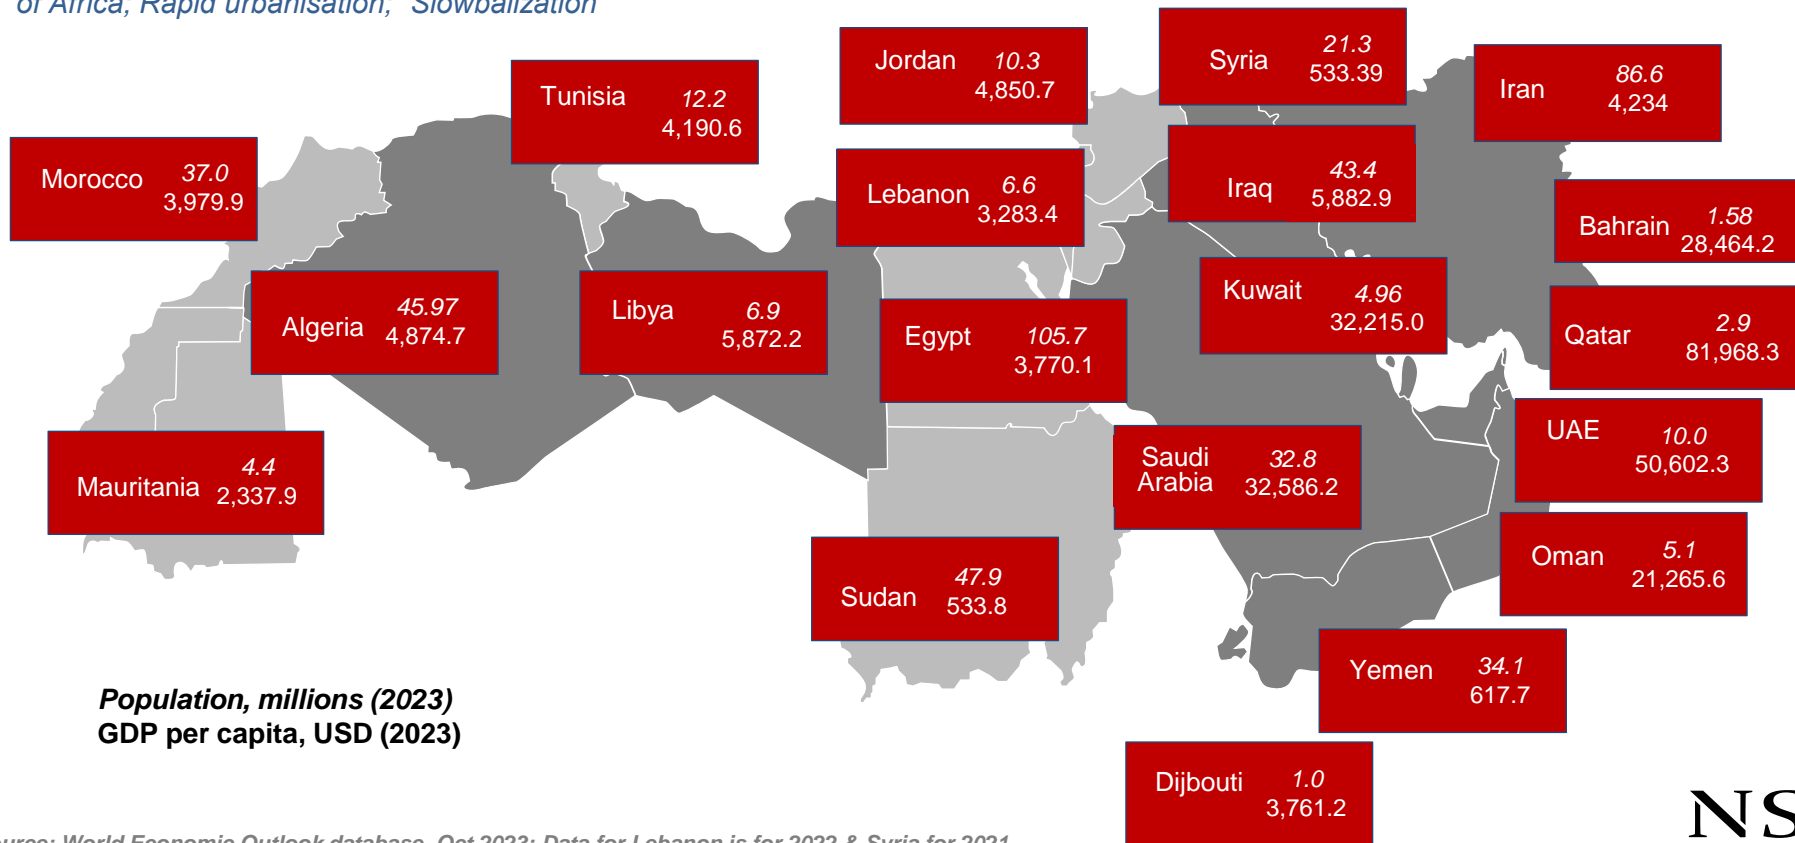 of Africa; Rapid urbanisation; "Slowbalization"
Tunisia 12.2
4,190.6
Jordan 10.3
4,850.7
Syria 21.3
533.39
Iran 86.6
4,234
Morocco 37.0
3,979.9
Lebanon 6.6
3,283.4
Iraq 43.4
5,882.9
Bahrain 1.58
28,464.2
Algeria 45.97
4,874.7
Libya 6.9
5,872.2
Egypt 105.7
3,770.1
Kuwait 4.96
32,215.0
Qatar 2.9
81,968.3
Mauritania 4.4
2,337.9
Saudi
Arabia
32.8
32,586.2
UAE 10.0
50,602.3
Sudan 47.9
533.8
Oman 5.1
21,265.6
Yemen 34.1
617.7
Dijbouti 1.0
3,761.2
Population, millions (2023)
GDP per capita, USD (2023)
NS
World Economic Outlook database, Oct 2023; Data for Lebanon is for 2022 & Syria for 2021